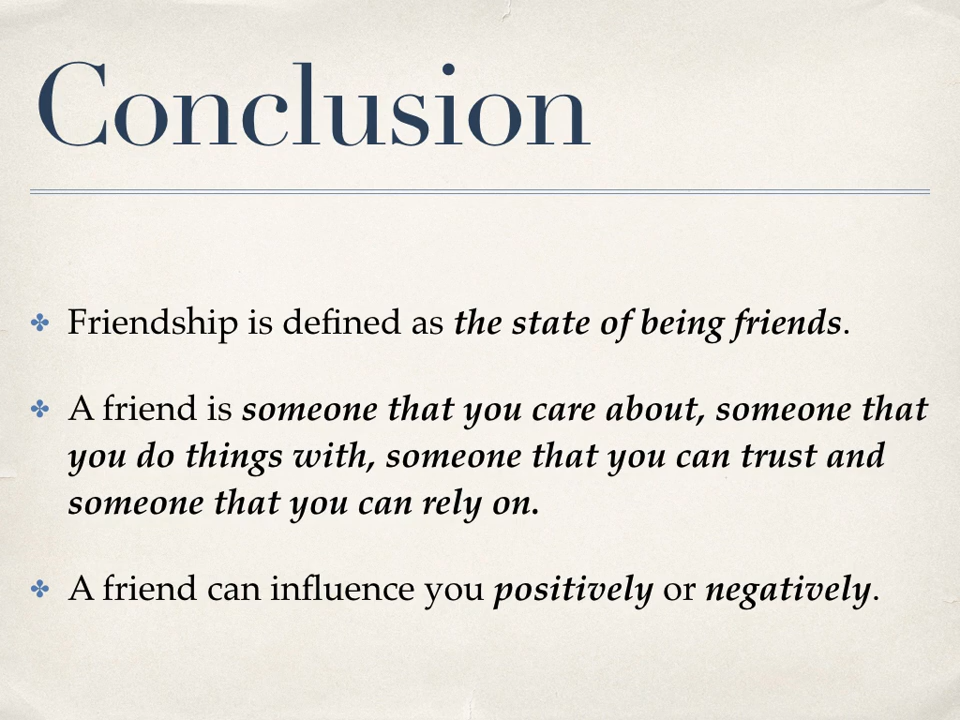 Conclusion
Friendship is defined as the state of being friends.
A friend is someone that you care about, someone that
you do things with, someone that you can trust and
someone that you can rely on.
A friend can influence you positively or negatively.